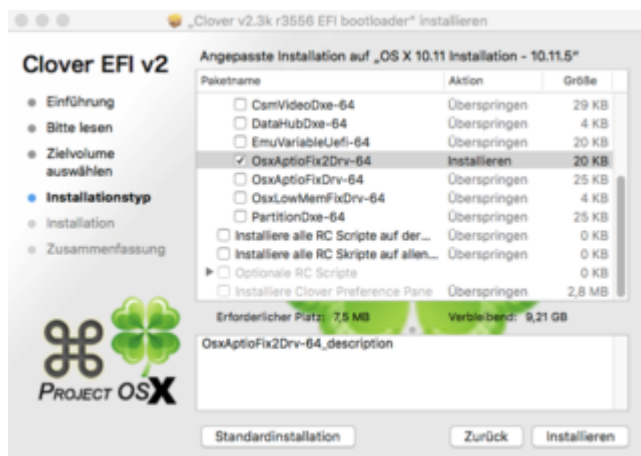 „Clover v2.3k r3556 EFI bootloader" installieren
Clover EFI v2
Einführung
Bitte lesen
Zielvolume
auswählen
Installationstyp
Installation
Zusammenfassung
PROJECT OSX
Angepasste Installation auf „OS X 10.11 Installation - 10.11.5"
Paketname Aktion Größe
CsmVideoDxe-64 Überspringen 29 KB
DataHubDxe-64 Überspringen 4 KB
EmuVariableUefi-64 Überspringen 20 KB
OsxAptioFix2Drv-64 Installieren 20 KB
OsxAptioFixDrv-64 Überspringen 25 KB
OsxLowMemFixDrv-64 Überspringen 4 KB
PartitionDxe-64 Überspringen 25 KB
Installiere alle RC Scripte auf der... Überspringen 0 KB
Installiere alle RC Skripte auf allen... Überspringen 0 KB
Optionale RC Scripte 0 KB
Installiere Clover Preference Pane Überspringen 2,8 MB
Erforderlicher Platz: 7,5 MB Verbleibend: 9,21 GB
OsxAptioFix2Drv-64_description
Standardinstallation Zurück Installieren